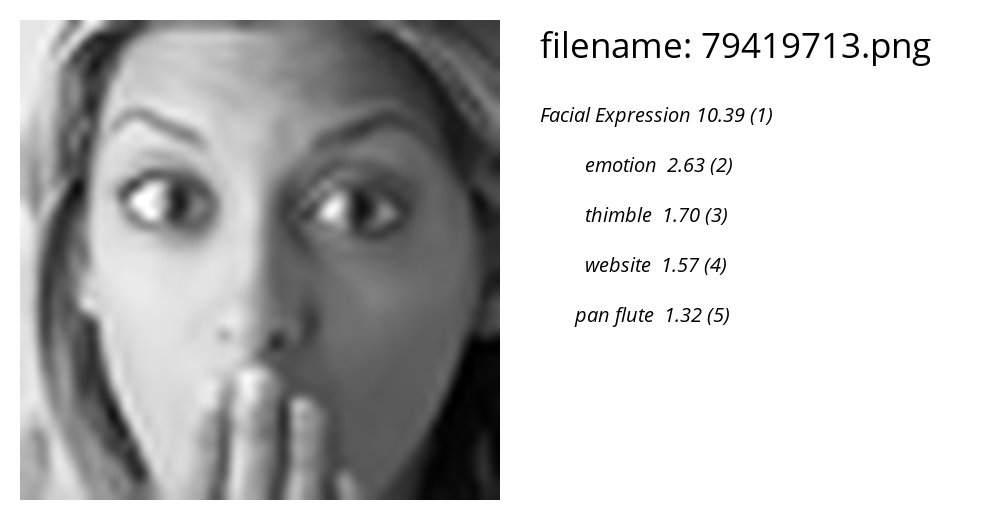 filename: 79419713.png
Facial Expression 10.39 (1)
emotion 2.63 (2)
thimble 1.70 (3)
website 1.57 (4)
pan flute 1.32 (5)